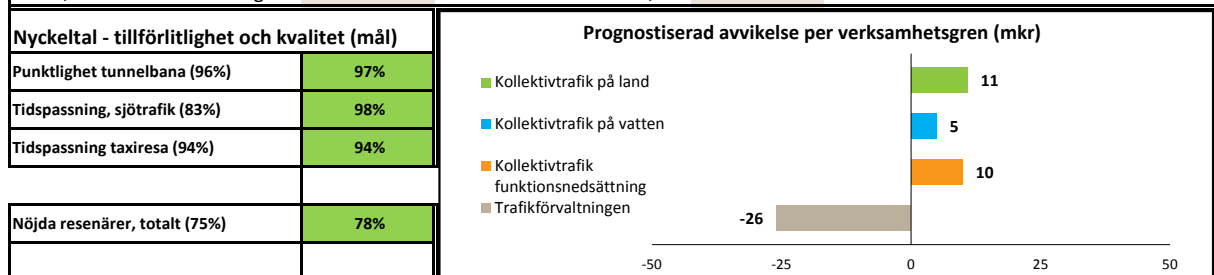 Nyckeltal - tillförlitlighet och kvalitet (mål)
Punktlighet tunnelbana (96%) 97%
Tidspassning, sjötrafik (83%) 98%
Tidspassning taxiresa (94%) 94%
Nöjda resenärer, totalt (75%) 78%
Prognostiserad avvikelse per verksamhetsgren (mkr)
Kollektivtrafik på land
Kollektivtrafik på vatten
Kollektivtrafik
funktionsnedsättning
Trafikförvaltningen
11
5
10
-26
-50 -25 0 25 50